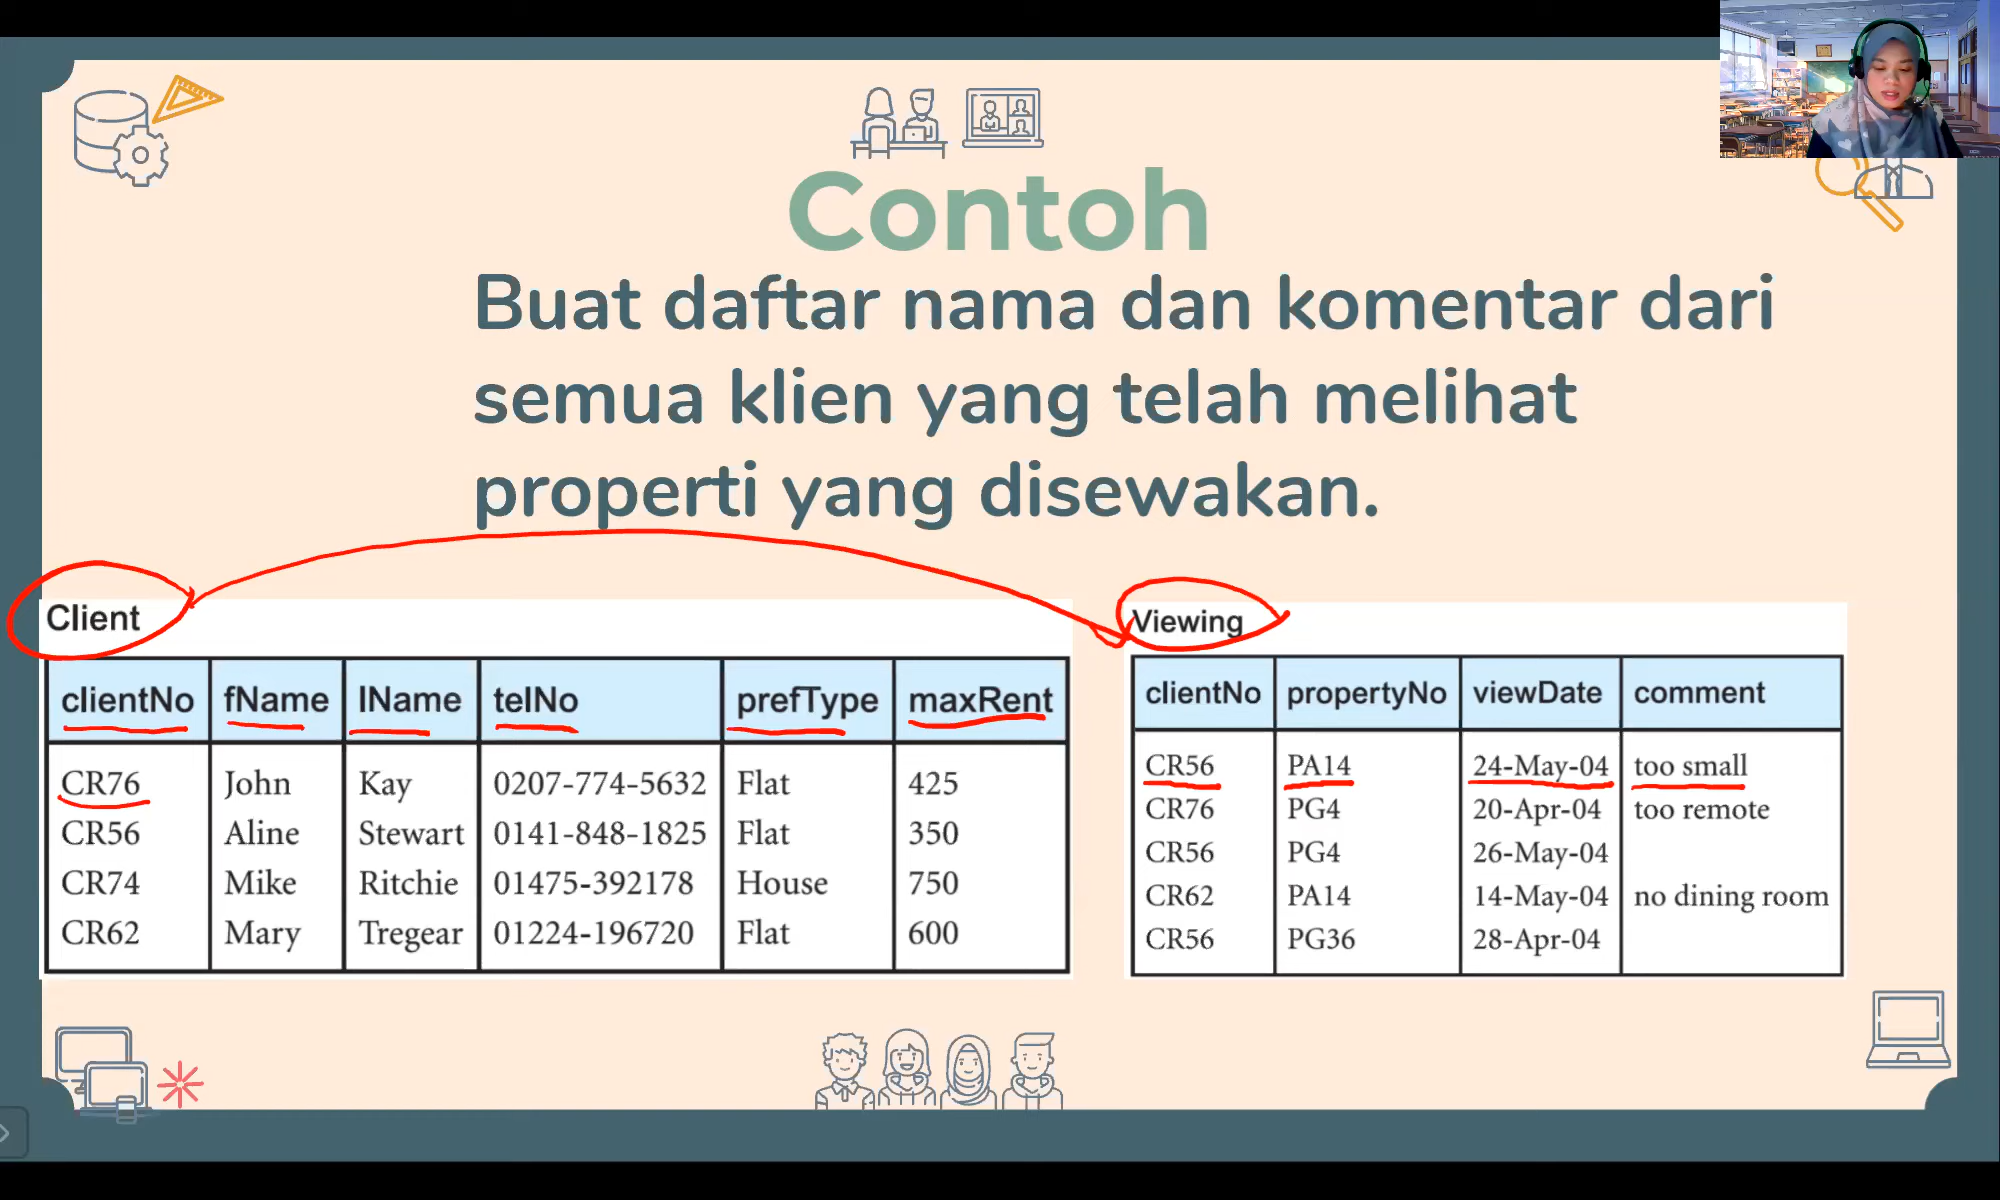 Contoh
Buat daftar nama dan komentar dari
semua klien yang telah melihat
properti yang disewakan.
Client
clientNo fName lName telNo prefType maxRent
CR76 John Kay 0207-774-5632 Flat 425
CR56 Aline Stewart 0141-848-1825 Flat 350
CR74 Mike Ritchie 01475-392178 House 750
CR62 Mary Tregear 01224-196720 Flat 600
Viewing
clientNo propertyNo viewDate comment
CR56 PA14 24-May-04 too small
CR76 PG4 20-Apr-04 too remote
CR56 PG4 26-May-04
CR62 PA14 14-May-04 no dining room
CR56 PG36 28-Apr-04